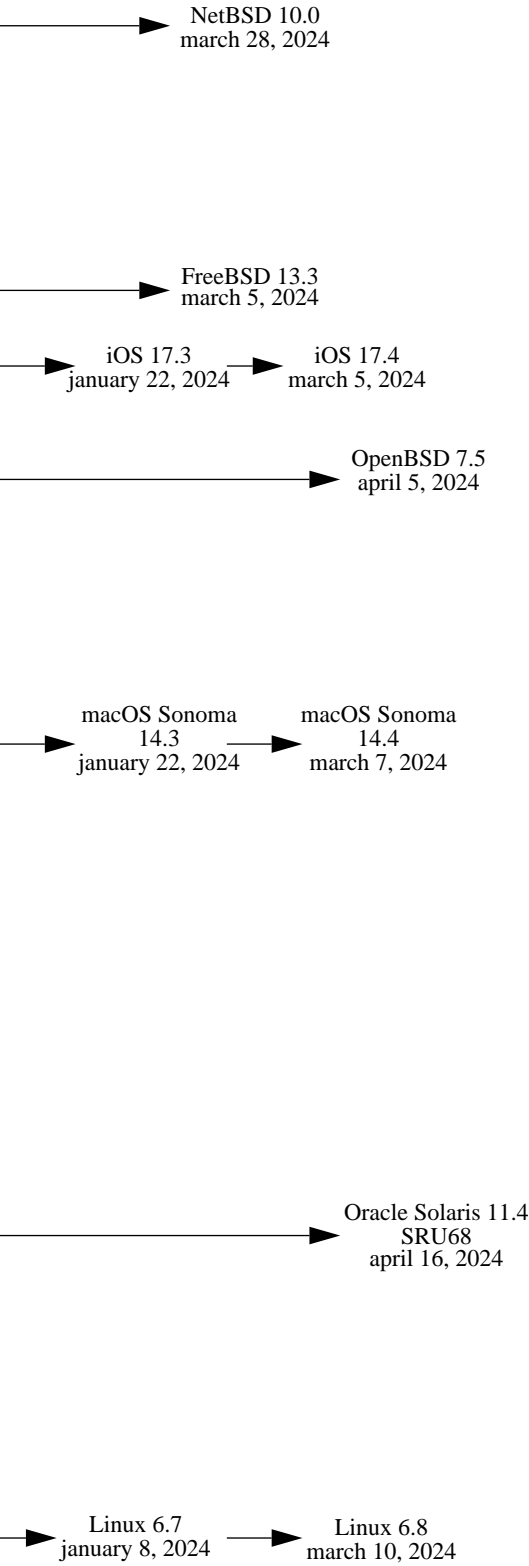 NetBSD 10.0
march 28, 2024
FreeBSD 13.3
march 5, 2024
iOS 17.3
january 22, 2024
iOS 17.4
march 5, 2024
OpenBSD 7.5
april 5, 2024
macOS Sonoma
14.3
january 22, 2024
macOS Sonoma
14.4
march 7, 2024
Oracle Solaris 11.4
SRU68
april 16, 2024
Linux 6.7
january 8, 2024
Linux 6.8
march 10, 2024